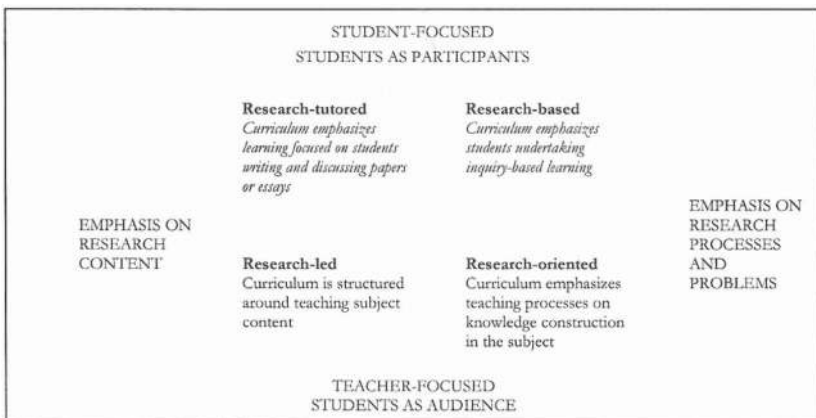 STUDENT-FOCUSED
STUDENTS AS PARTICIPANTS
Research-tutored
Curriculum emphasizes
learning focused on students
writing and discussing papers
or essays
Research-based
Curriculum emphasizes
students undertaking
inquiry-based learning
EMPHASIS ON
RESEARCH
CONTENT
EMPHASIS ON
RESEARCH
PROCESSES
AND
PROBLEMS
Research-led
Curriculum is structured
around teaching subject
content
Research-oriented
Curriculum emphasizes
teaching processes on
knowledge construction
in the subject
TEACHER-FOCUSED
STUDENTS AS AUDIENCE